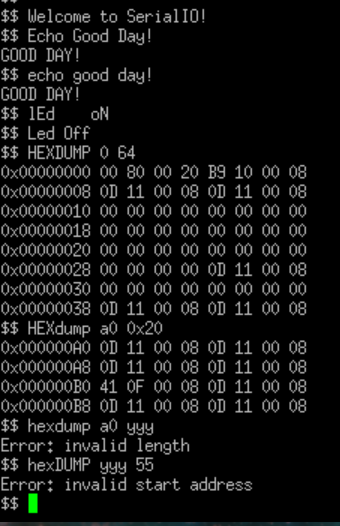 $$ Welcome to SerialIO!
$$ Echo Good Day!
GOOD DAY!
$$ echo good day!
GOOD DAY!
$$ lEd    oN
$$ Led Off
$$ HEXDUMP 0 64
0x00000000 00 80 00 20 B9 10 00 08
0x00000008 0D 11 00 08 0D 11 00 08
0x00000010 00 00 00 00 00 00 00 00
0x00000018 00 00 00 00 00 00 00 00
0x00000020 00 00 00 00 00 00 00 00
0x00000028 00 00 00 00 0D 11 00 08
0x00000030 00 00 00 00 00 00 00 00
0x00000038 0D 11 00 08 0D 11 00 08
$$ HEXdump a0 0x20
0x000000A0 0D 11 00 08 0D 11 00 08
0x000000A8 0D 11 00 08 0D 11 00 08
0x000000B0 41 0F 00 08 0D 11 00 08
0x000000B8 0D 11 00 08 0D 11 00 08
$$ hexdump a0 yyy
Error: invalid length
$$ hexDUMP yyy 55
Error: invalid start address
$$